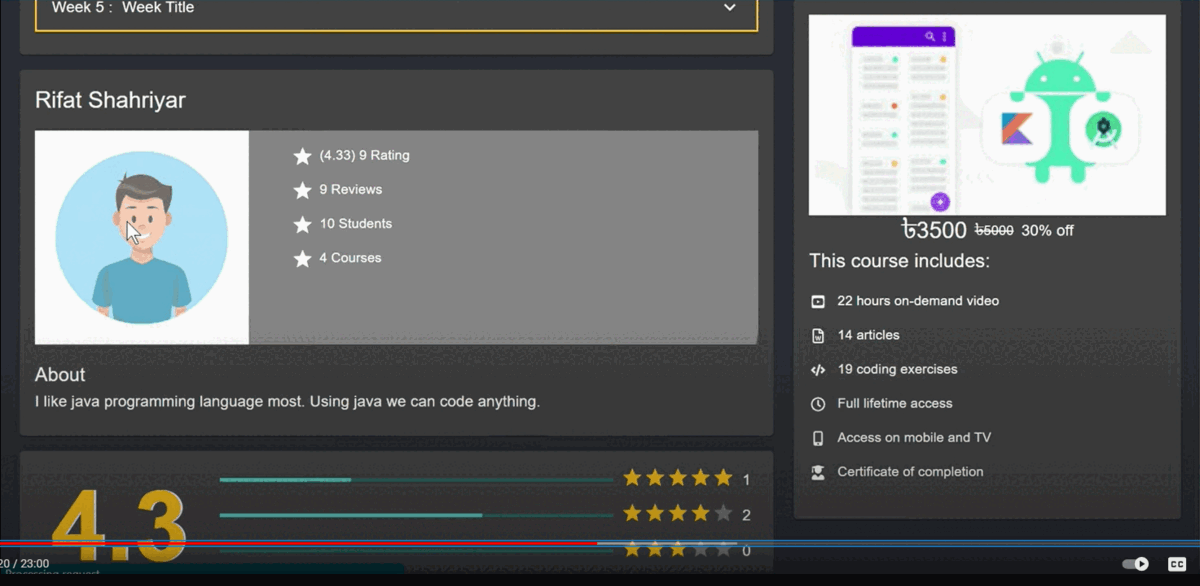 Week 5 : Week Title
Rifat Shahriyar
(4.33) 9 Rating
9 Reviews
10 Students
4 Courses
About
I like java programming language most. Using java we can code anything.
4.3
1
2
0
৳3500 ৳5000 30% off
This course includes:
22 hours on-demand video
14 articles
19 coding exercises
Full lifetime access
Access on mobile and TV
Certificate of completion
20 / 23:00
Processing request
CC